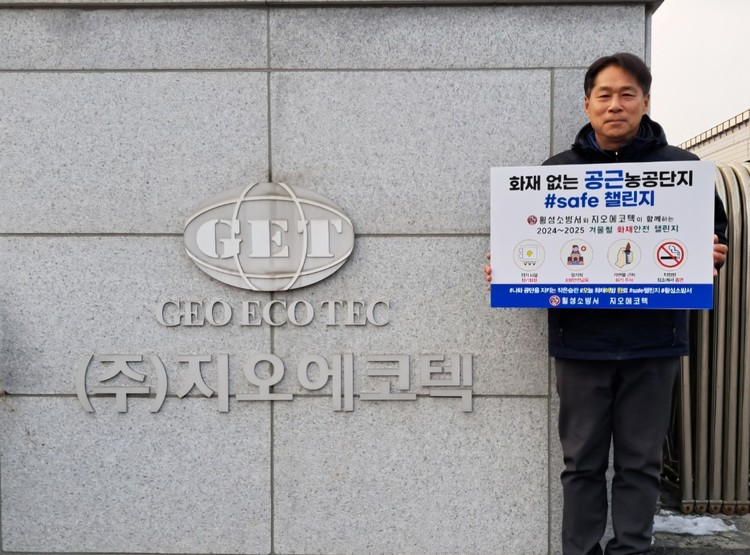 GET
GEO ECO TEC
(주)지오에코텍
화재 없는 공근농공단지
#safe 챌린지
횡성소방서와 지오에코텍이 함께하는
2024~2025 겨울철 화재안전 챌린지
횡성소방서 지오에코텍